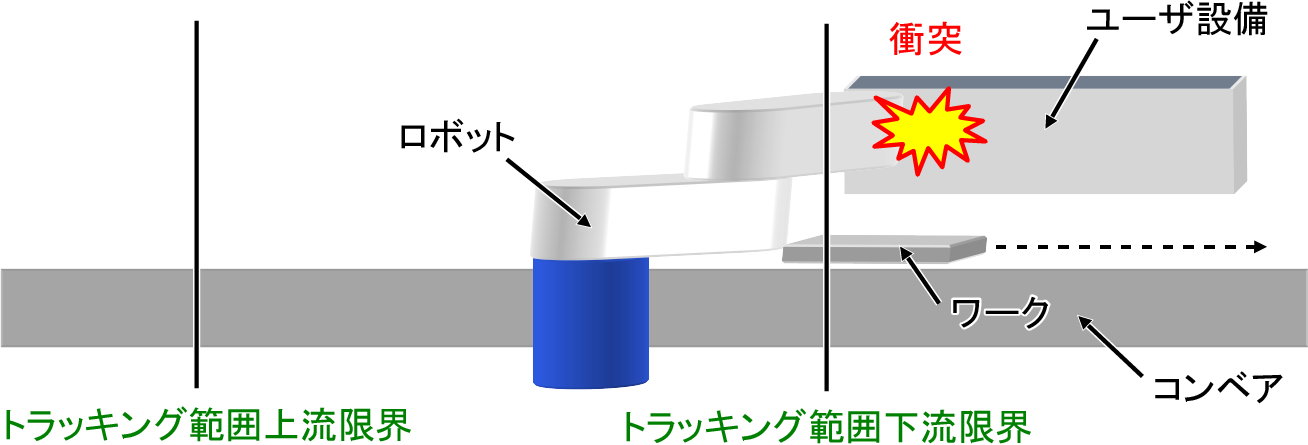 ユーザ設備
衝突
ロボット
ワーク
コンベア
トラッキング範囲上流限界
トラッキング範囲下流限界